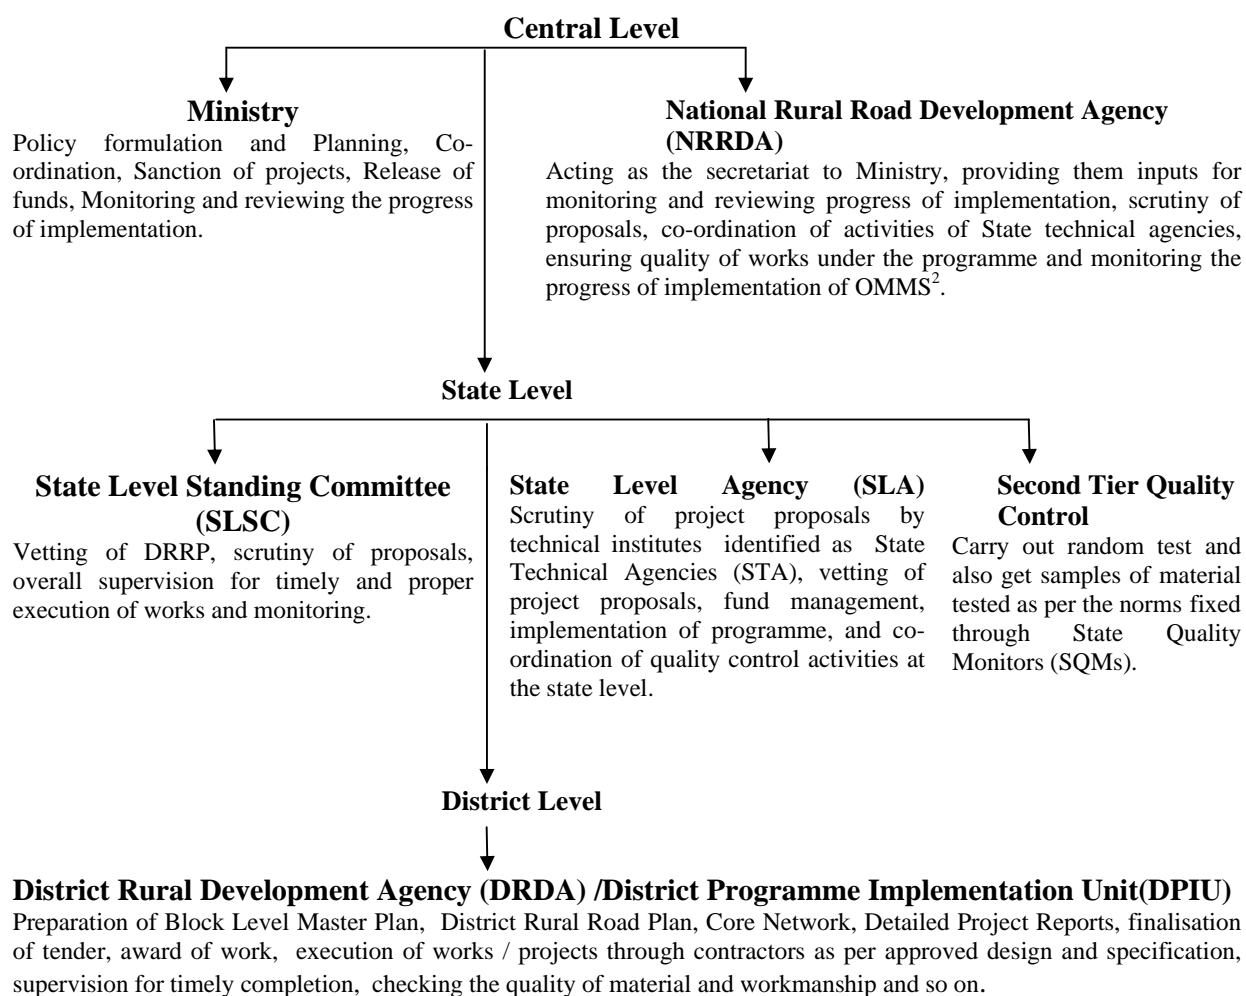 Central Level
Ministry
Policy formulation and Planning, Co-
ordination, Sanction of projects, Release of
funds, Monitoring and reviewing the progress
of implementation.
National Rural Road Development Agency
(NRRDA)
Acting as the secretariat to Ministry, providing them inputs for
monitoring and reviewing progress of implementation, scrutiny of
proposals, co-ordination of activities of State technical agencies,
ensuring quality of works under the programme and monitoring the
progress of implementation of OMMS2.
State Level
State Level Standing Committee
(SLSC)
Vetting of DRRP, scrutiny of proposals,
overall supervision for timely and proper
execution of works and monitoring.
State Level Agency (SLA)
Scrutiny of project proposals by
technical institutes identified as State
Technical Agencies (STA), vetting of
project proposals, fund management,
implementation of programme, and co-
ordination of quality control activities at
the state level.
Second Tier Quality
Control
Carry out random test and
also get samples of material
tested as per the norms fixed
through State Quality
Monitors (SQMs).
District Level
District Rural Development Agency (DRDA) /District Programme Implementation Unit(DPIU)
Preparation of Block Level Master Plan, District Rural Road Plan, Core Network, Detailed Project Reports, finalisation
of tender, award of work, execution of works / projects through contractors as per approved design and specification,
supervision for timely completion, checking the quality of material and workmanship and so on.